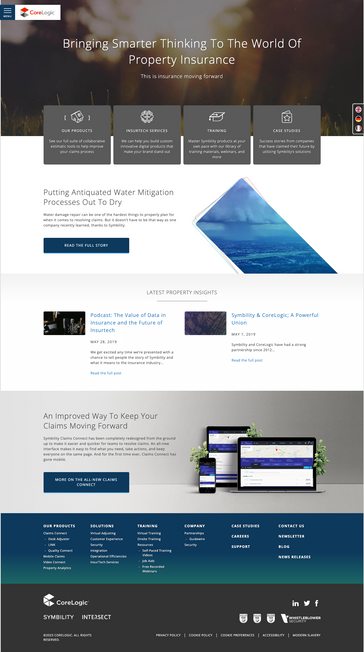 MENU
CoreLogic
Bringing Smarter Thinking To The World Of
Property Insurance
This is insurance moving forward
OUR PRODUCTS
See our full suite of collaborative
estimatic tools to help improve
your claims process
INSURTECH SERVICES
We can help you build custom
innovative digital products that
make your brand stand out
TRAINING
Master Symbility products at your
own pace with our library of
training materials, webinars, and
more
CASE STUDIES
Success stories from companies
that have claimed their future by
utilizing Symbility's solutions
Putting Antiquated Water Mitigation
Processes Out To Dry
Water damage repair can be one of the hardest things to properly plan for
when it comes to resolving claims. But it doesn't have to be that way as one
company recently learned, thanks to Symbility.
READ THE FULL STORY
LATEST PROPERTY INSIGHTS
Podcast: The Value of Data in
Insurance and the Future of
Insurtech
MAY 28, 2019
We get excited any time we're presented with a
chance to tell people the story of Symbility and
what it means to the insurance industry...
Read the full post
Symbility & CoreLogic; A Powerful
Union
MAY 1, 2019
Symbility and CoreLogic have had a strong
partnership since 2012...
Read the full post
An Improved Way To Keep Your
Claims Moving Forward
Symbility Claims Connect has been completely redesigned from the ground
up to make it easier and quicker for teams to resolve claims. An all-new
interface makes it easy to find what you need, take actions, and keep
everyone on the same page. And for the first time ever, Claims Connect has
gone mobile.
MORE ON THE ALL-NEW CLAIMS
CONNECT
OUR PRODUCTS
Claims Connect
- Desk Adjuster
- LINK
- Quality Connect
Mobile Claims
Video Connect
Property Analytics
SOLUTIONS
Virtual Adjusting
Customer Experience
Security
Integration
Operational Efficiencies
InsurTech Services
TRAINING
Virtual Training
Onsite Training
Resources
- Self-Paced Training
Videos
- Job Aids
- Free Recorded
Webinars
COMPANY
Partnerships
- Guidewire
Security
CASE STUDIES
CAREERS
SUPPORT
CONTACT US
NEWSLETTER
BLOG
NEWS RELEASES
CoreLogic
SYMBILITY INTE3SECT
WHISTLEBLOWER
SECURITY
©2019 CORELOGIC. ALL RIGHTS
RESERVED.
PRIVACY POLICY | COOKIE POLICY | COOKIE PREFERENCES | ACCESSIBILITY | MODERN SLAVERY